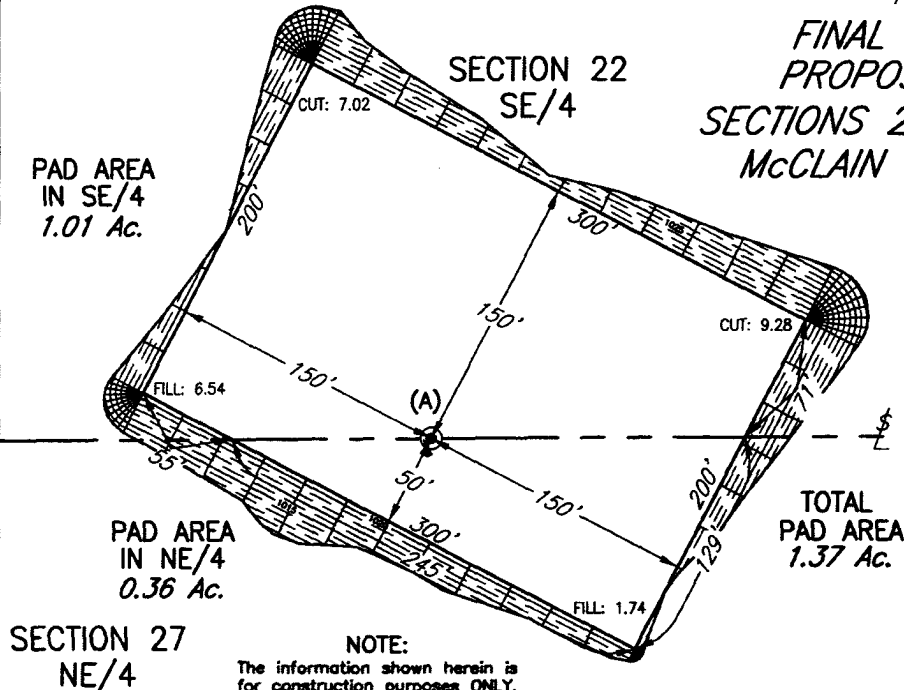 FINAL
PROPOS
SECTIONS 2
McCLAIN
SECTION 22
SE/4
CUT: 7.02
PAD AREA
IN SE/4
1.01 Ac.
200'
300'
150'
CUT: 9.28
150'
FILL: 6.54
(A)
71'
55'
50'
150'
200'
TOTAL
PAD AREA
1.37 Ac.
PAD AREA
IN NE/4
0.36 Ac.
300'
245'
129'
FILL: 1.74
SECTION 27
NE/4
NOTE:
The information shown herein is
for construction purposes ONLY.